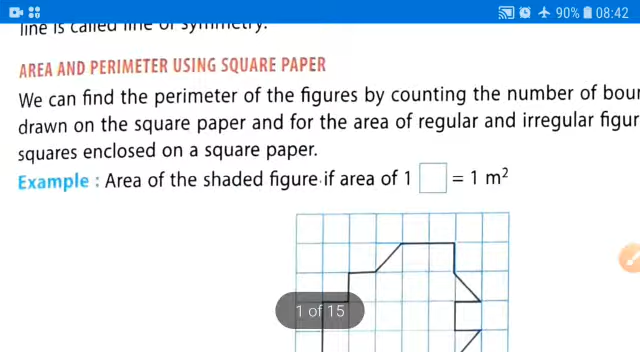 90% 08:42
line is called line of symmetry.
AREA AND PERIMETER USING SQUARE PAPER
We can find the perimeter of the figures by counting the number of bou
drawn on the square paper and for the area of regular and irregular figur
squares enclosed on a square paper.
Example : Area of the shaded figure if area of 1 = 1 m²
1 of 15